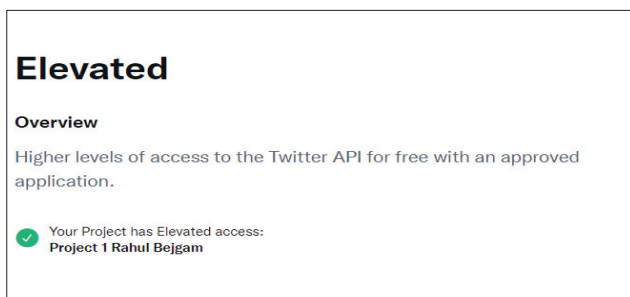 Elevated
Overview
Higher levels of access to the Twitter API for free with an approved
application.
Your Project has Elevated access:
Project 1 Rahul Bejgam